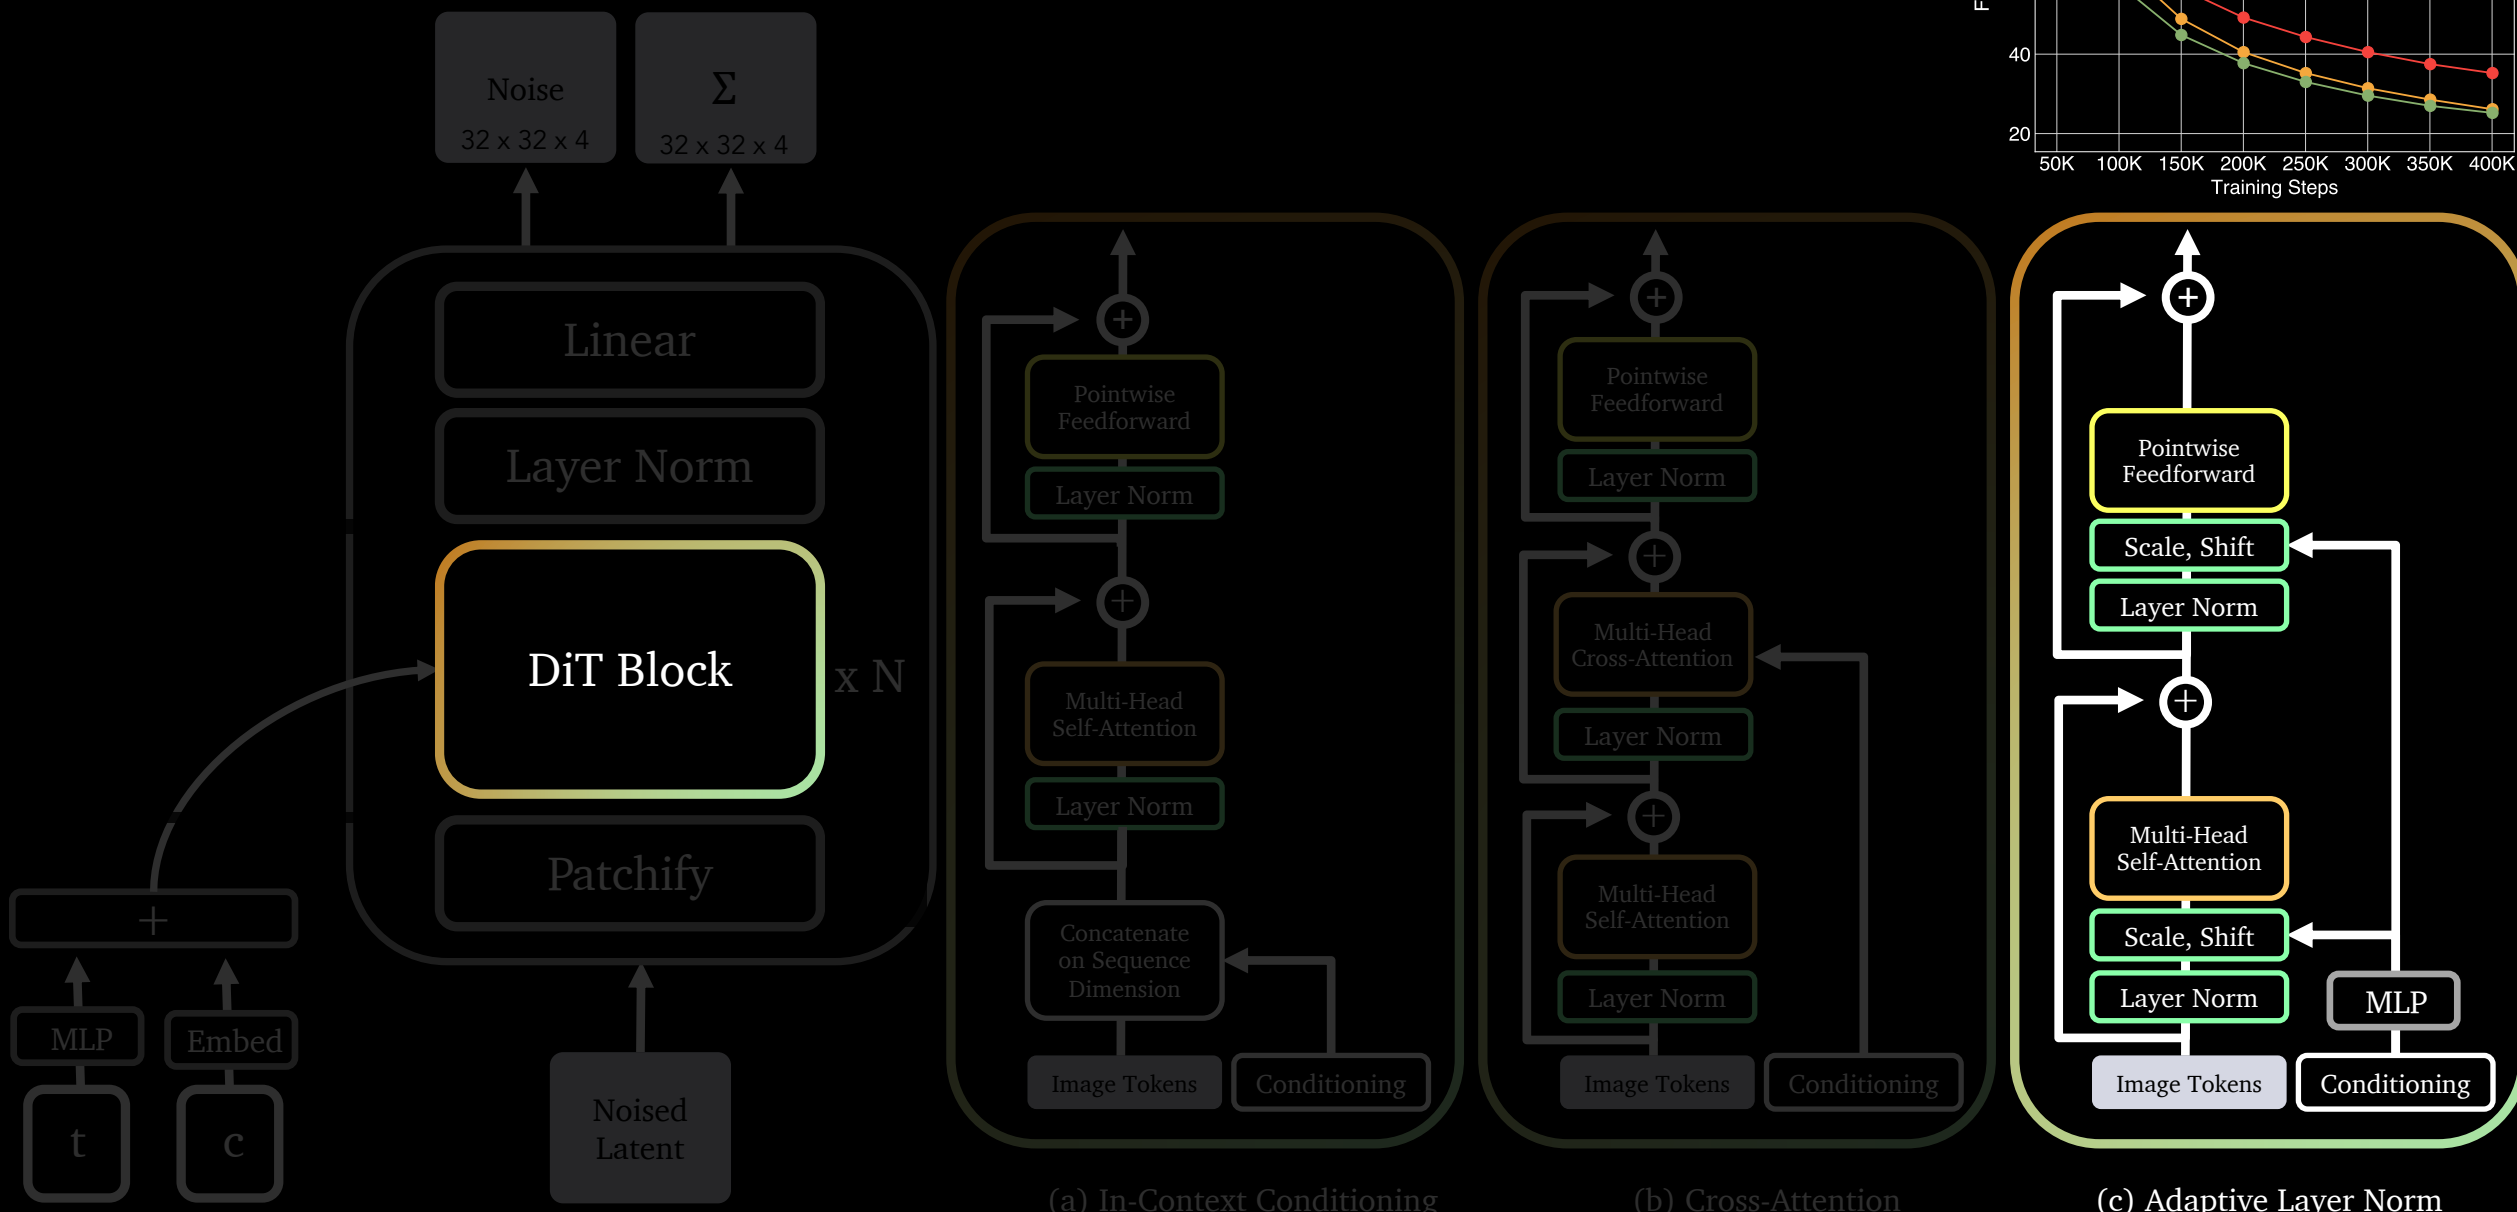 Noise
32 x 32 x 4
Σ
32 x 32 x 4
Linear
Layer Norm
DiT Block
x N
Patchify
+
MLP
Embed
t
c
Noised
Latent
+
Pointwise
Feedforward
Layer Norm
+
Multi-Head
Self-Attention
Layer Norm
Concatenate
on Sequence
Dimension
Image Tokens
Conditioning
(a) In-Context Conditioning
+
Pointwise
Feedforward
Layer Norm
+
Multi-Head
Cross-Attention
Layer Norm
+
Multi-Head
Self-Attention
Layer Norm
Image Tokens
Conditioning
(b) Cross-Attention
40
20
50K 100K 150K 200K 250K 300K 350K 400K
Training Steps
+
Pointwise
Feedforward
Scale, Shift
Layer Norm
+
Multi-Head
Self-Attention
Scale, Shift
Layer Norm
MLP
Image Tokens
Conditioning
(c) Adaptive Layer Norm